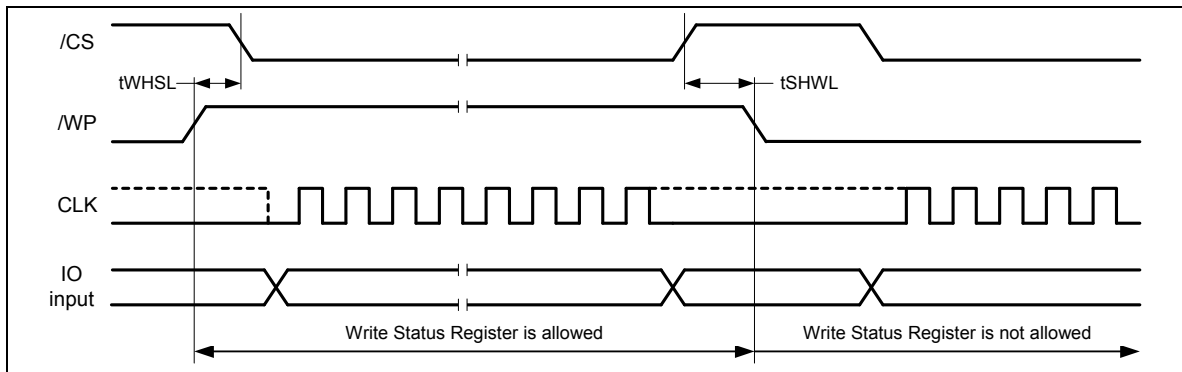 /CS
tWHSL
tSHWL
/WP
CLK
IO
input
Write Status Register is allowed
Write Status Register is not allowed